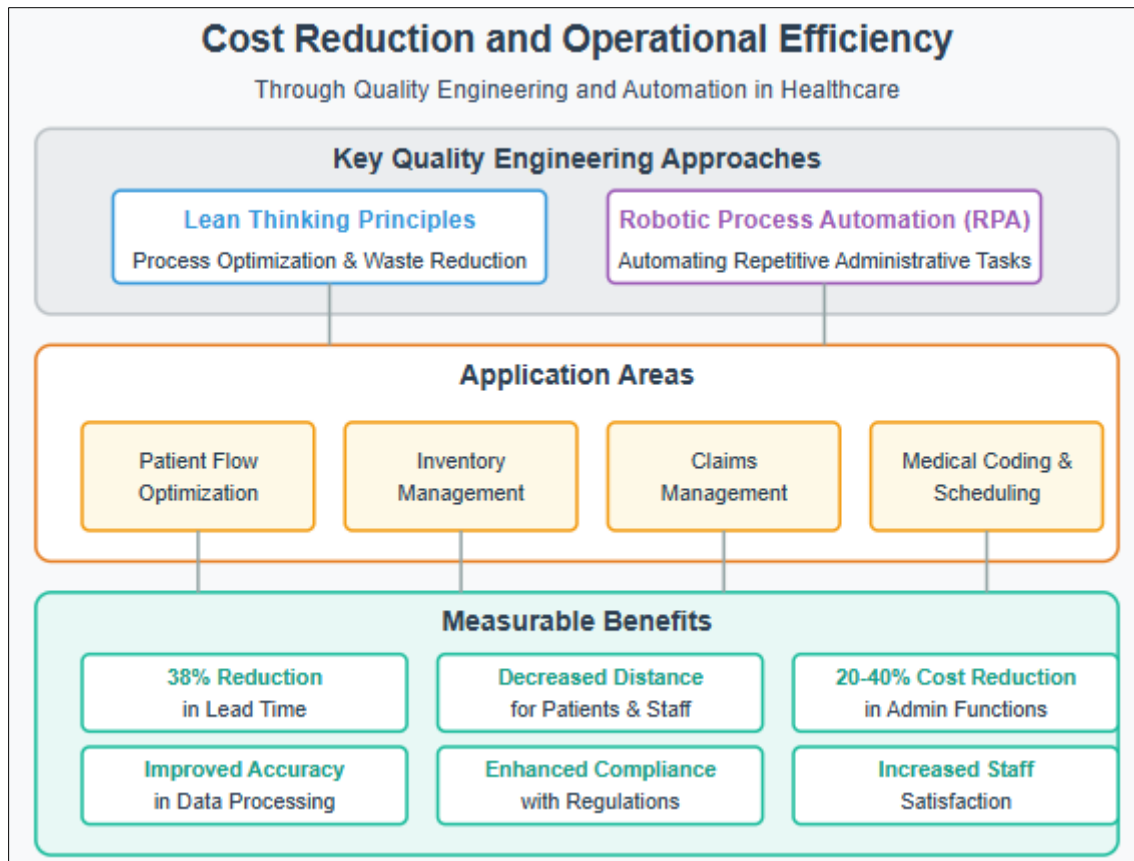 Cost Reduction and Operational Efficiency
Through Quality Engineering and Automation in Healthcare
Key Quality Engineering Approaches
Lean Thinking Principles
Process Optimization & Waste Reduction
Robotic Process Automation (RPA)
Automating Repetitive Administrative Tasks
Application Areas
Patient Flow
Optimization
Inventory
Management
Claims
Management
Medical Coding &
Scheduling
Measurable Benefits
38% Reduction
in Lead Time
Decreased Distance
for Patients & Staff
20-40% Cost Reduction
in Admin Functions
Improved Accuracy
in Data Processing
Enhanced Compliance
with Regulations
Increased Staff
Satisfaction